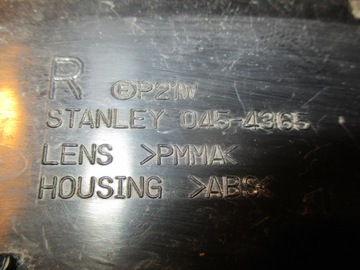 R P21W
STANLEY 045-4365
LENS >PMMA<
HOUSING >ABS<